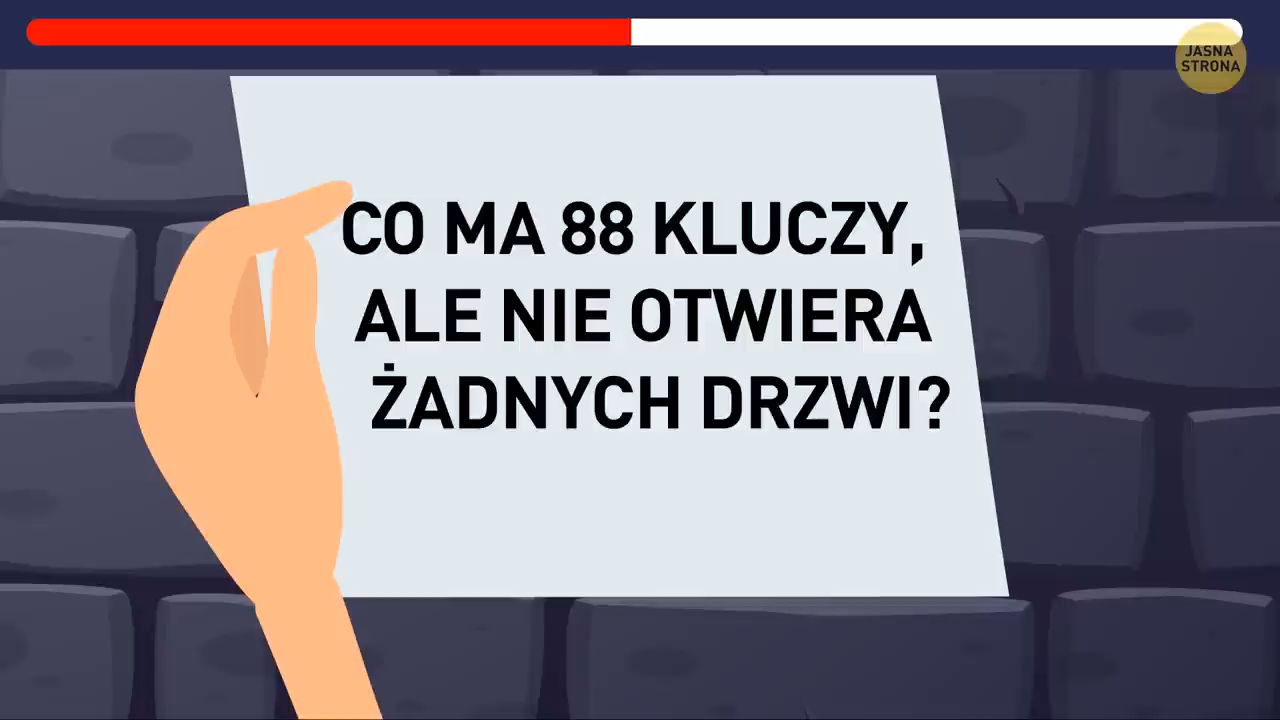 JASNA
STRONA
CO MA 88 KLUCZY,
ALE NIE OTWIERA
ŻADNYCH DRZWI?